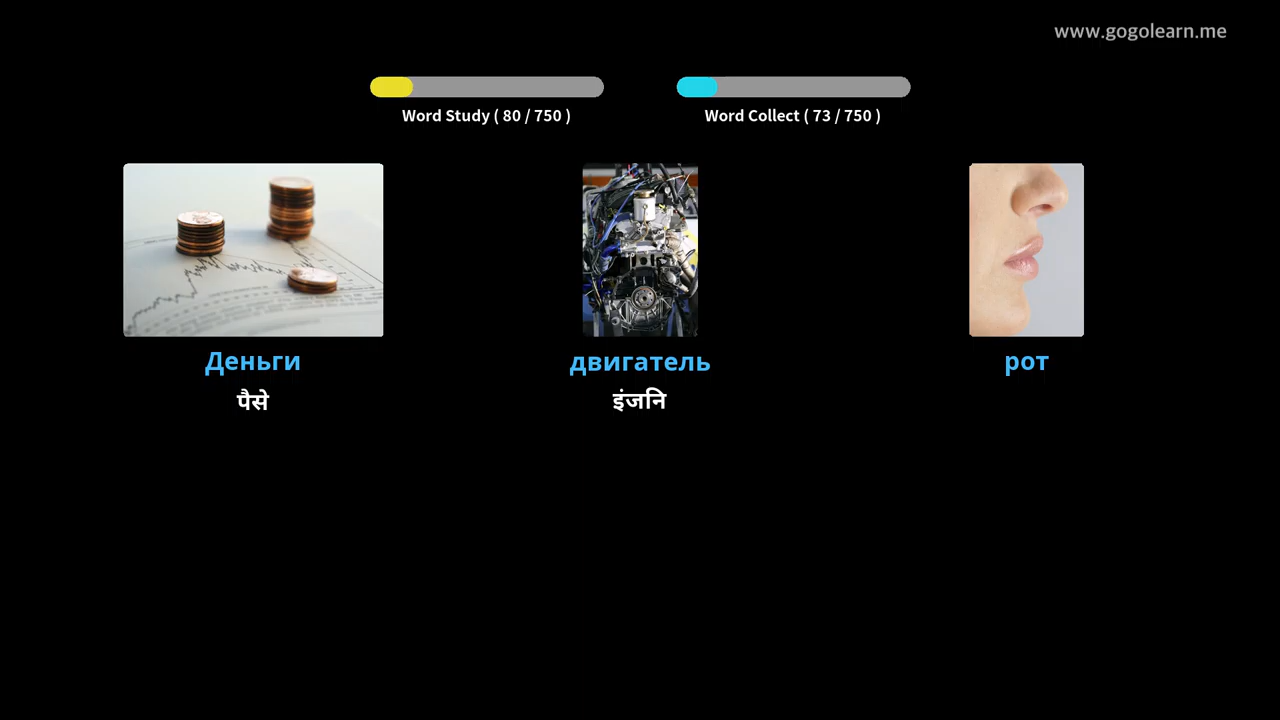 www.gogolearn.me
Word Study ( 80 / 750 )
Word Collect ( 73 / 750 )
Деньги
двигатель
рот
पैसे
इंजनि